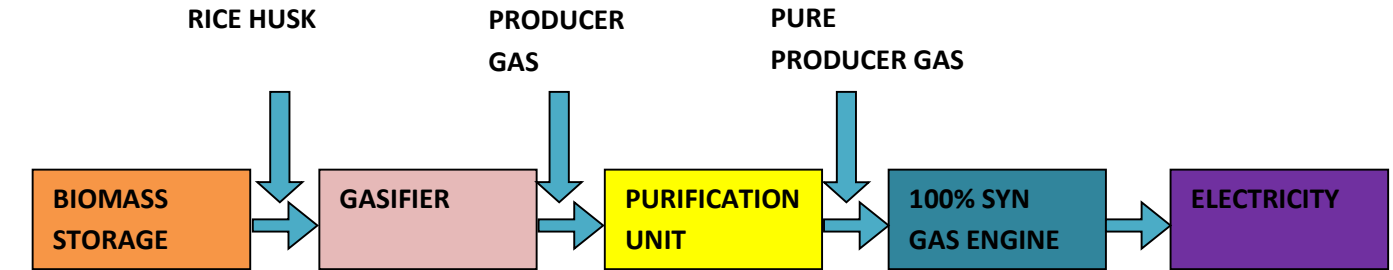 RICE HUSK
PRODUCER
GAS
PURE
PRODUCER GAS
BIOMASS
STORAGE
GASIFIER
PURIFICATION
UNIT
100% SYN
GAS ENGINE
ELECTRICITY